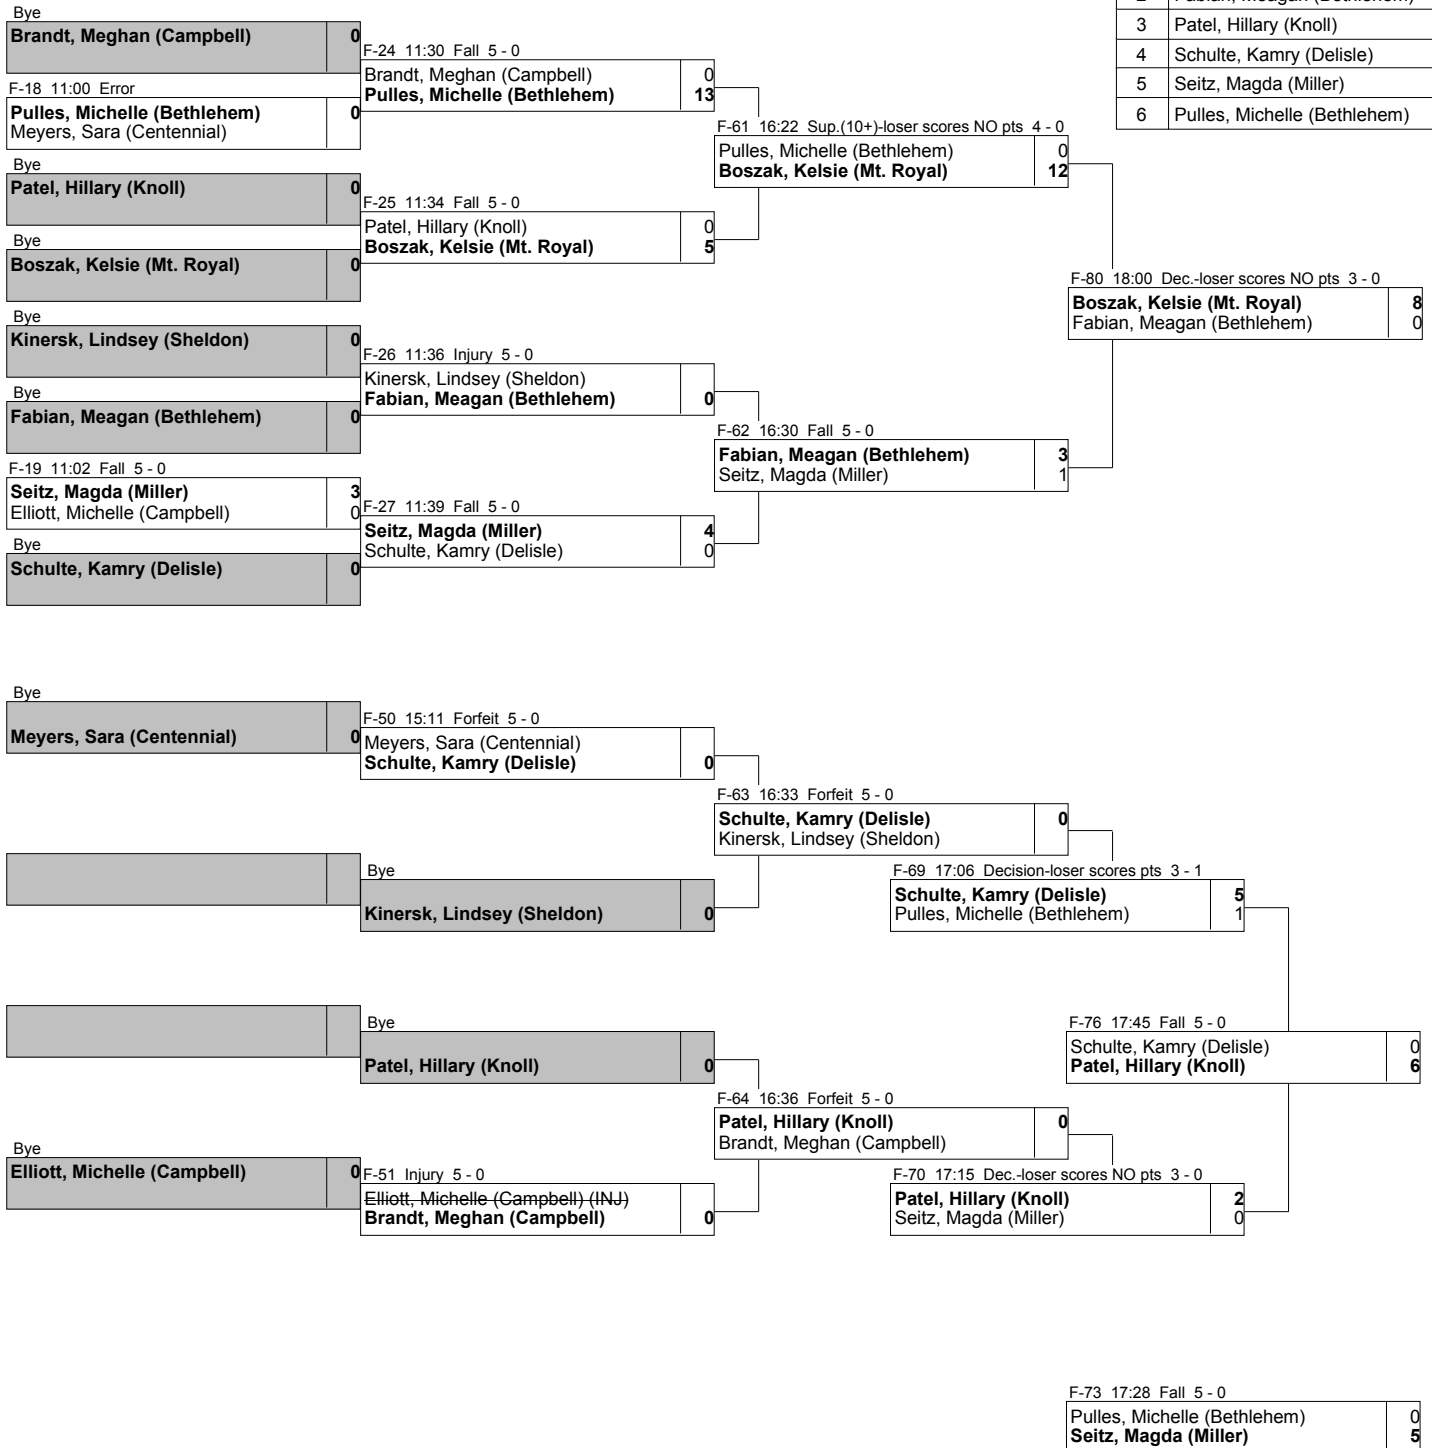 Bye
Brandt, Meghan (Campbell) 0
F-18 11:00 Error
Pulles, Michelle (Bethlehem) 0
Meyers, Sara (Centennial)
Bye
Patel, Hillary (Knoll) 0
Bye
Boszak, Kelsie (Mt. Royal) 0
Bye
Kinersk, Lindsey (Sheldon) 0
Bye
Fabian, Meagan (Bethlehem) 0
F-19 11:02 Fall 5 - 0
Seitz, Magda (Miller) 3
Elliott, Michelle (Campbell) 0
Bye
Schulte, Kamry (Delisle) 0
F-24 11:30 Fall 5 - 0
Brandt, Meghan (Campbell) 0
Pulles, Michelle (Bethlehem) 13
F-25 11:34 Fall 5 - 0
Patel, Hillary (Knoll) 0
Boszak, Kelsie (Mt. Royal) 5
F-26 11:36 Injury 5 - 0
Kinersk, Lindsey (Sheldon)
Fabian, Meagan (Bethlehem) 0
F-27 11:39 Fall 5 - 0
Seitz, Magda (Miller) 4
Schulte, Kamry (Delisle) 0
F-61 16:22 Sup.(10+)-loser scores NO pts 4 - 0
Pulles, Michelle (Bethlehem) 0
Boszak, Kelsie (Mt. Royal) 12
F-62 16:30 Fall 5 - 0
Fabian, Meagan (Bethlehem) 3
Seitz, Magda (Miller) 1
F-80 18:00 Dec.-loser scores NO pts 3 - 0
Boszak, Kelsie (Mt. Royal) 8
Fabian, Meagan (Bethlehem) 0
2 Fabian, Meagan (Bethlehem)
3 Patel, Hillary (Knoll)
4 Schulte, Kamry (Delisle)
5 Seitz, Magda (Miller)
6 Pulles, Michelle (Bethlehem)
Bye
Meyers, Sara (Centennial) 0
Bye
Elliott, Michelle (Campbell) 0
F-50 15:11 Forfeit 5 - 0
Meyers, Sara (Centennial)
Schulte, Kamry (Delisle) 0
Bye
Kinersk, Lindsey (Sheldon) 0
Bye
Patel, Hillary (Knoll) 0
F-51 Injury 5 - 0
Elliott, Michelle (Campbell) (INJ)
Brandt, Meghan (Campbell) 0
F-63 16:33 Forfeit 5 - 0
Schulte, Kamry (Delisle) 0
Kinersk, Lindsey (Sheldon)
F-64 16:36 Forfeit 5 - 0
Patel, Hillary (Knoll) 0
Brandt, Meghan (Campbell)
F-69 17:06 Decision-loser scores pts 3 - 1
Schulte, Kamry (Delisle) 5
Pulles, Michelle (Bethlehem) 1
F-70 17:15 Dec.-loser scores NO pts 3 - 0
Patel, Hillary (Knoll) 2
Seitz, Magda (Miller) 0
F-76 17:45 Fall 5 - 0
Schulte, Kamry (Delisle) 0
Patel, Hillary (Knoll) 6
F-73 17:28 Fall 5 - 0
Pulles, Michelle (Bethlehem) 0
Seitz, Magda (Miller) 5